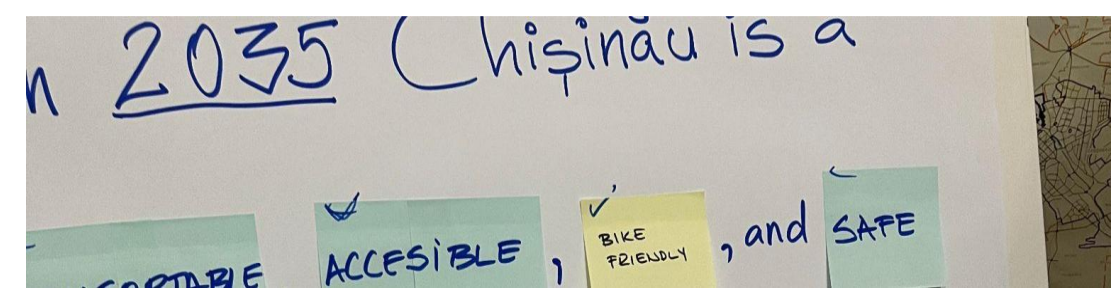 n 2035 Chișinău is a
ACCESIBLE, BIKE FRIENDLY, and SAFE